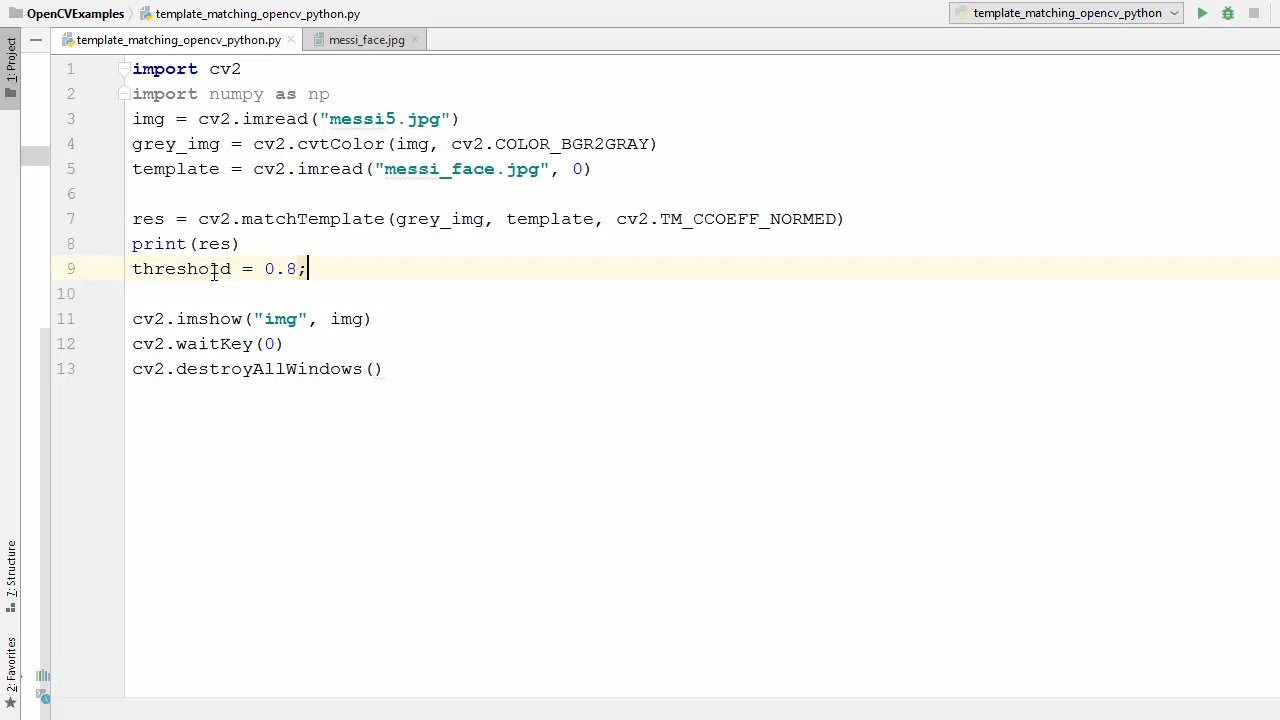 OpenCVExamples
template_matching_opencv_python.py
template_matching_opencv_python
template_matching_opencv_python.py
messi_face.jpg
1: Project
1 import cv2
2 import numpy as np
3 img = cv2.imread("messi5.jpg")
4 grey_img = cv2.cvtColor(img, cv2.COLOR_BGR2GRAY)
5 template = cv2.imread("messi_face.jpg", 0)
6
7 res = cv2.matchTemplate(grey_img, template, cv2.TM_CCOEFF_NORMED)
8 print(res)
9 threshold = 0.8;
10
11 cv2.imshow("img", img)
12 cv2.waitKey(0)
13 cv2.destroyAllWindows()
Z: Structure
2: Favorites